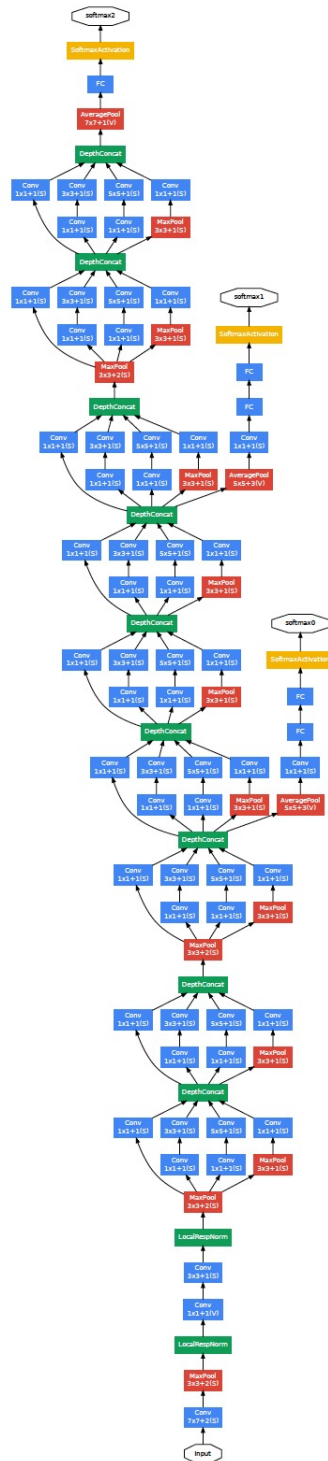 softmax2
SoftmaxActivation
FC
AveragePool
7x7+1(V)
DepthConcat
Conv Conv Conv Conv
1x1+1(S) 3x3+1(S) 5x5+1(S) 1x1+1(S)
Conv Conv MaxPool
1x1+1(S) 1x1+1(S) 3x3+1(S)
DepthConcat
Conv Conv Conv Conv
1x1+1(S) 3x3+1(S) 5x5+1(S) 1x1+1(S)
softmax1
Conv Conv MaxPool
1x1+1(S) 1x1+1(S) 3x3+1(S)
SoftmaxActivation
MaxPool
3x3+2(S)
FC
DepthConcat
FC
Conv Conv Conv Conv Conv
1x1+1(S) 3x3+1(S) 5x5+1(S) 1x1+1(S) 1x1+1(S)
Conv Conv MaxPool AveragePool
1x1+1(S) 1x1+1(S) 3x3+1(S) 5x5+3(V)
DepthConcat
Conv Conv Conv Conv
1x1+1(S) 3x3+1(S) 5x5+1(S) 1x1+1(S)
Conv Conv MaxPool
1x1+1(S) 1x1+1(S) 3x3+1(S)
DepthConcat
softmax0
Conv Conv Conv Conv
1x1+1(S) 3x3+1(S) 5x5+1(S) 1x1+1(S)
SoftmaxActivation
Conv Conv MaxPool
1x1+1(S) 1x1+1(S) 3x3+1(S)
FC
DepthConcat
FC
Conv Conv Conv Conv Conv
1x1+1(S) 3x3+1(S) 5x5+1(S) 1x1+1(S) 1x1+1(S)
Conv Conv MaxPool AveragePool
1x1+1(S) 1x1+1(S) 3x3+1(S) 5x5+3(V)
DepthConcat
Conv Conv Conv Conv
1x1+1(S) 3x3+1(S) 5x5+1(S) 1x1+1(S)
Conv Conv MaxPool
1x1+1(S) 1x1+1(S) 3x3+1(S)
MaxPool
3x3+2(S)
DepthConcat
Conv Conv Conv Conv
1x1+1(S) 3x3+1(S) 5x5+1(S) 1x1+1(S)
Conv Conv MaxPool
1x1+1(S) 1x1+1(S) 3x3+1(S)
DepthConcat
Conv Conv Conv Conv
1x1+1(S) 3x3+1(S) 5x5+1(S) 1x1+1(S)
Conv Conv MaxPool
1x1+1(S) 1x1+1(S) 3x3+1(S)
MaxPool
3x3+2(S)
LocalRespNorm
Conv
3x3+1(S)
Conv
1x1+1(V)
LocalRespNorm
MaxPool
3x3+2(S)
Conv
7x7+2(S)
input